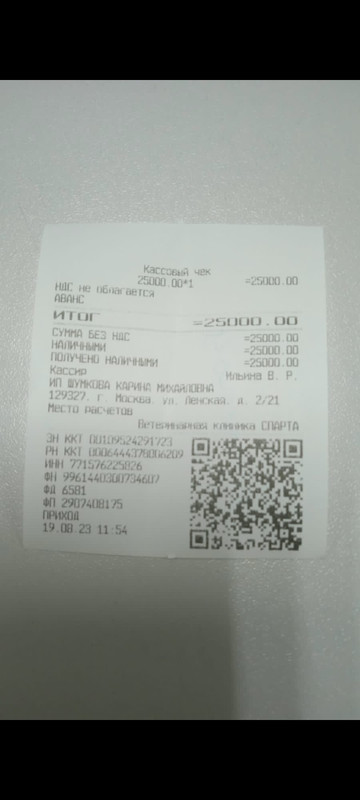 Кассовый чек
25000.00*1 =25000.00
НДС не облагается
АВАНС
ИТОГ =25000.00
СУММА БЕЗ НДС =25000.00
НАЛИЧНЫМИ =25000.00
ПОЛУЧЕНО НАЛИЧНЫМИ =25000.00
Кассир Ильина В. Р.
ИП ШУМКОВА КАРИНА МИХАЙЛОВНА
129327, г. Москва, ул. Ленская, д. 2/21
Место расчетов
Ветеринарная клиника СПАРТА
ЗН ККТ 00109524291723
РН ККТ 0006444378006209
ИНН 771576225826
ФН 9961440300734607
ФД 6581
ФП 2907408175
ПРИХОД
19.08.23 11:54